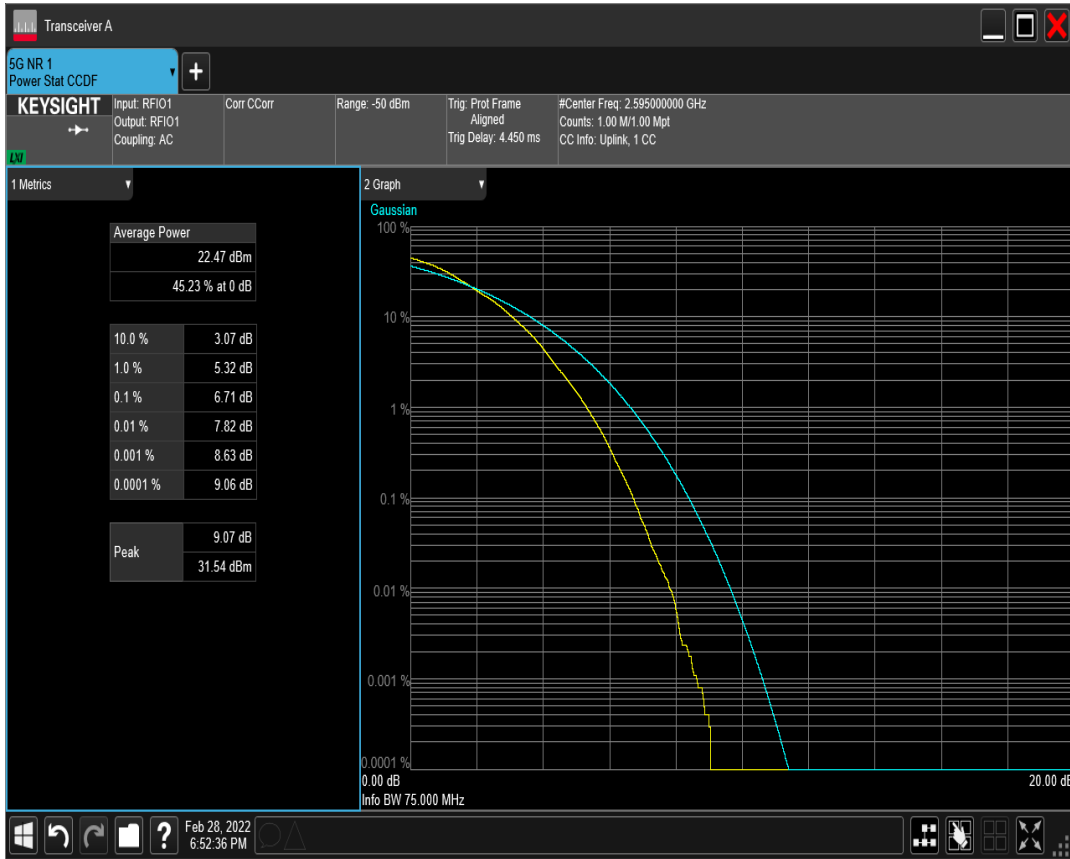 Transceiver A
5G NR 1
Power Stat CCDF
+
KEYSIGHT
LXI
Input: RFIO1
Output: RFIO1
Coupling: AC
Corr CCorr
Range: -50 dBm
Trig: Prot Frame
Aligned
Trig Delay: 4.450 ms
#Center Freq: 2.595000000 GHz
Counts: 1.00 M/1.00 Mpt
CC Info: Uplink, 1 CC
1 Metrics
Average Power
22.47 dBm
45.23 % at 0 dB
10.0 % 3.07 dB
1.0 % 5.32 dB
0.1 % 6.71 dB
0.01 % 7.82 dB
0.001 % 8.63 dB
0.0001 % 9.06 dB
Peak
9.07 dB
31.54 dBm
2 Graph
Gaussian
100 %
10 %
1 %
0.1 %
0.01 %
0.001 %
0.0001 %
0.00 dB
20.00 dB
Info BW 75.000 MHz
?
Feb 28, 2022
6:52:36 PM